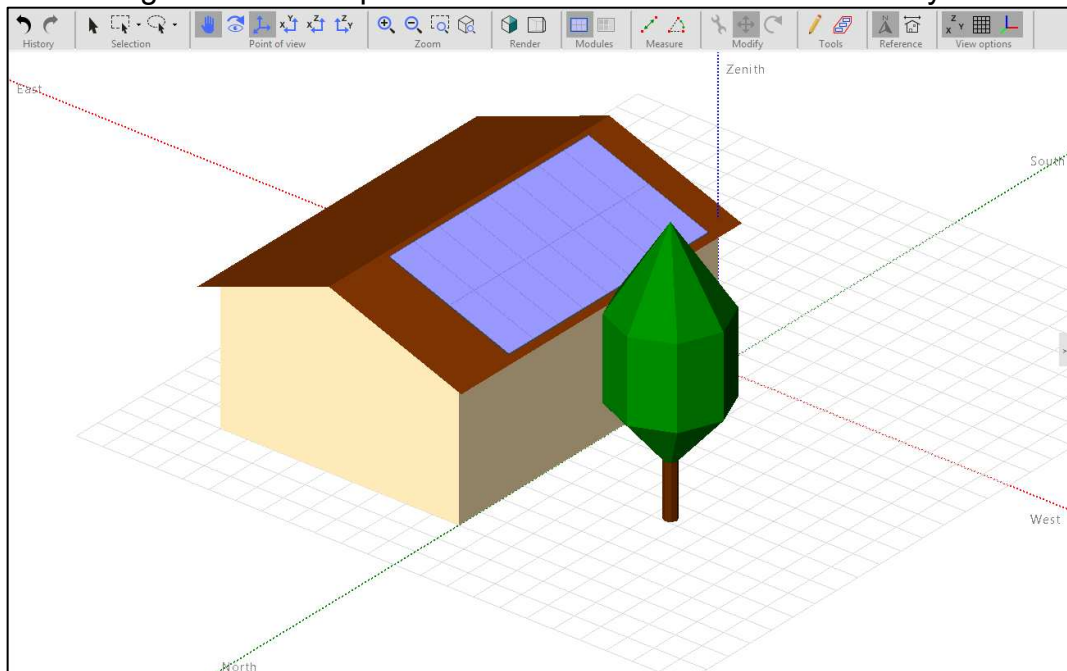 History
Selection
Point of view
Zoom
Render
Modules
Measure
Modify
Tools
Reference
View options
Zenith
East
South
West
North